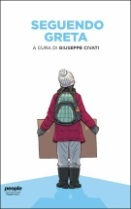 SEGUENDO
GRETA
A CURA DI GIUSEPPE CIVATI
people